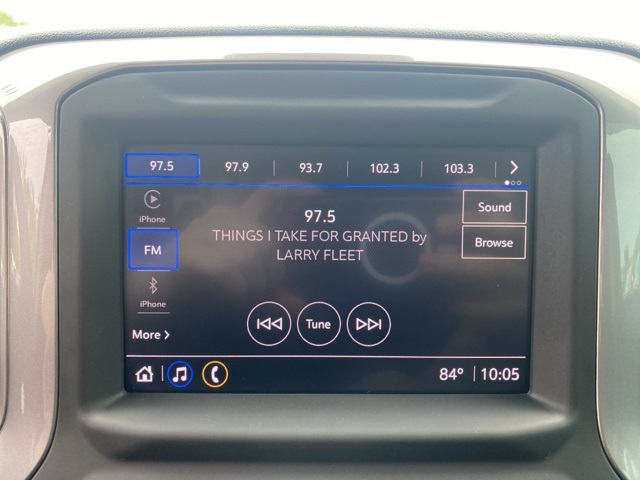 97.5 97.9 93.7 102.3 103.3
iPhone
97.5
Sound
THINGS I TAKE FOR GRANTED by
LARRY FLEET
FM
Browse
iPhone
More
Tune
84° 10:05